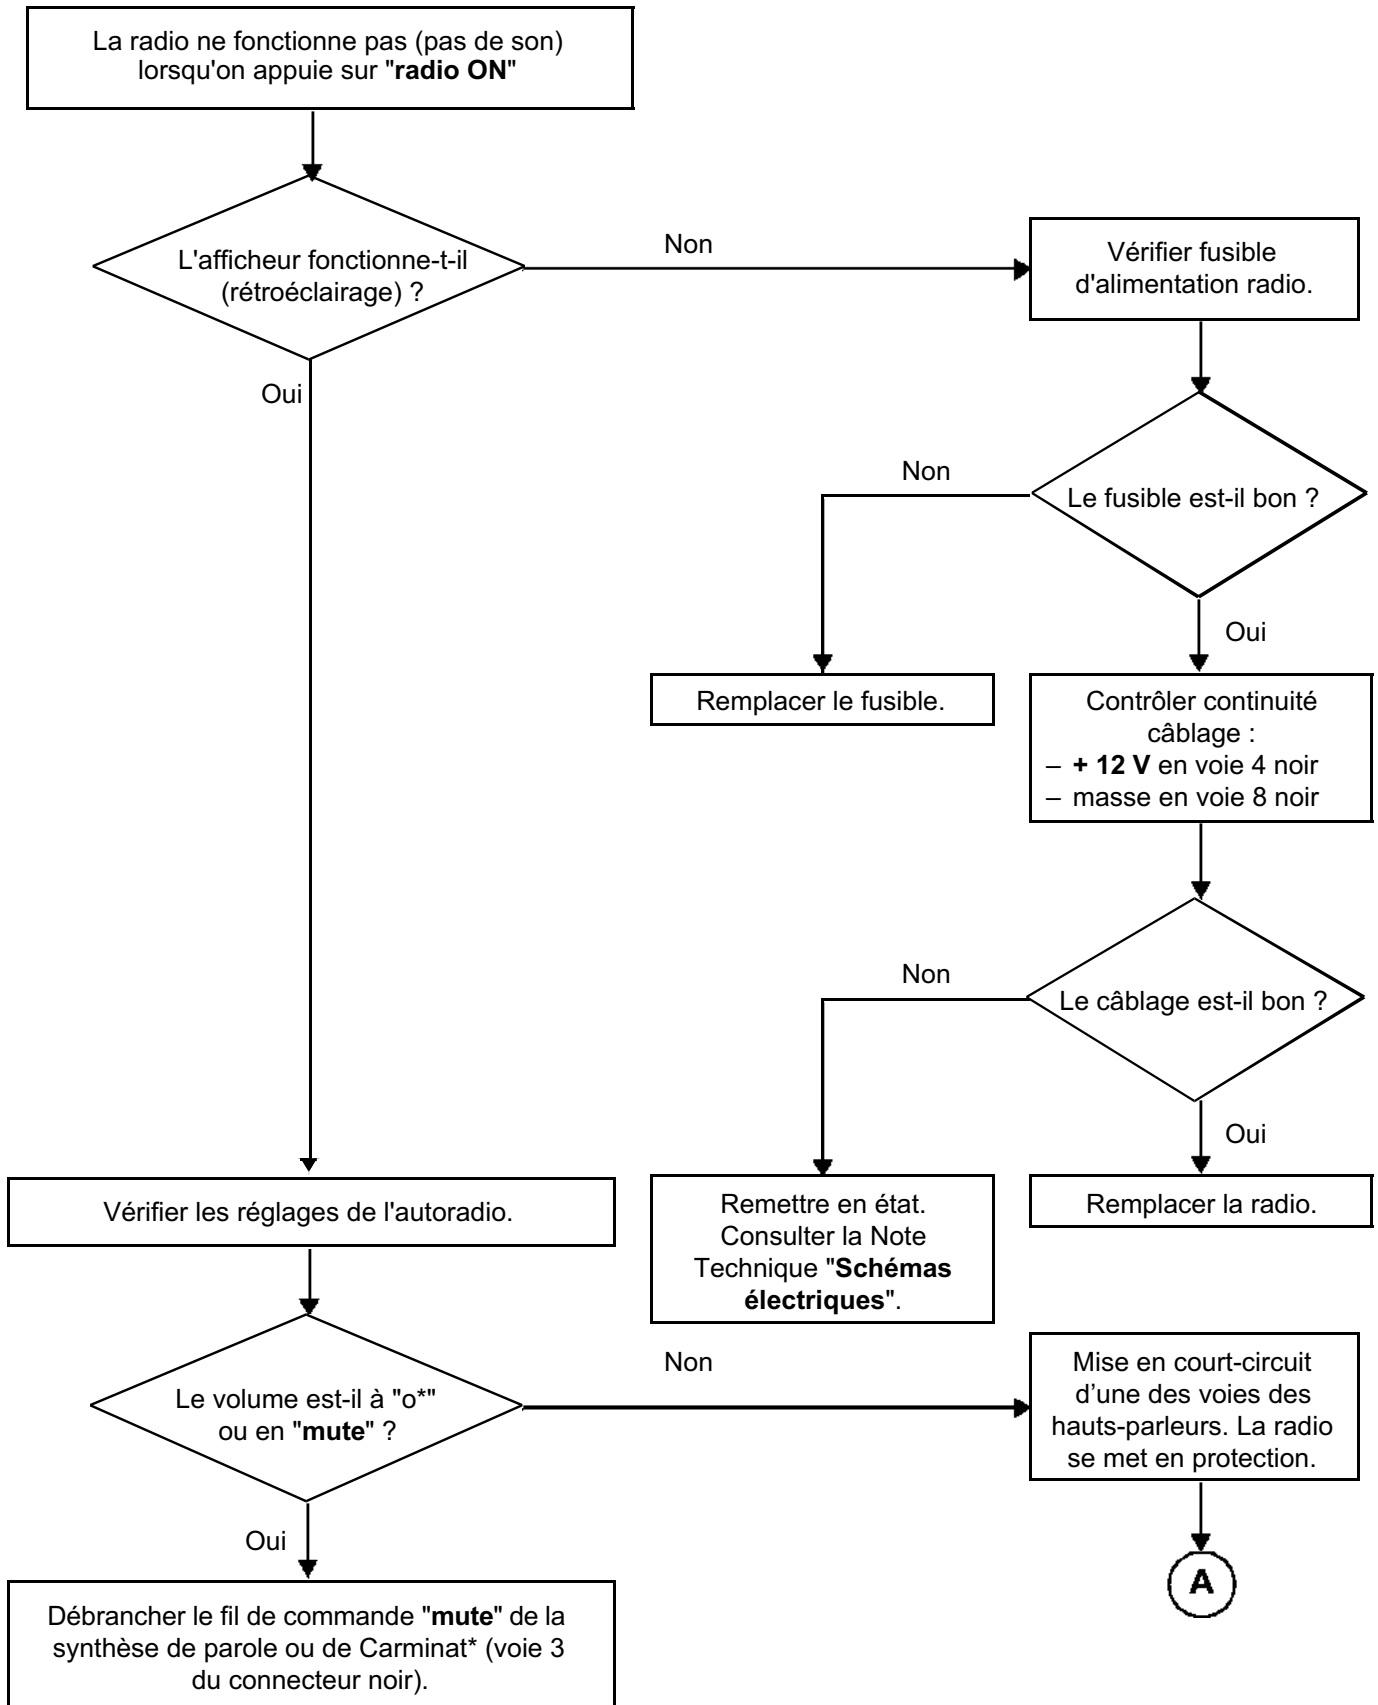 La radio ne fonctionne pas (pas de son)
lorsqu'on appuie sur "radio ON"
L'afficheur fonctionne-t-il
(rétroéclairage) ?
Non
Vérifier fusible
d'alimentation radio.
Oui
Non
Le fusible est-il bon ?
Oui
Remplacer le fusible.
Contrôler continuité
câblage :
– + 12 V en voie 4 noir
– masse en voie 8 noir
Non
Le câblage est-il bon ?
Oui
Remettre en état.
Consulter la Note
Technique "Schémas
électriques".
Remplacer la radio.
Vérifier les réglages de l'autoradio.
Le volume est-il à "o*"
ou en "mute" ?
Non
Mise en court-circuit
d’une des voies des
hauts-parleurs. La radio
se met en protection.
A
Oui
Débrancher le fil de commande "mute" de la
synthèse de parole ou de Carminat* (voie 3
du connecteur noir).